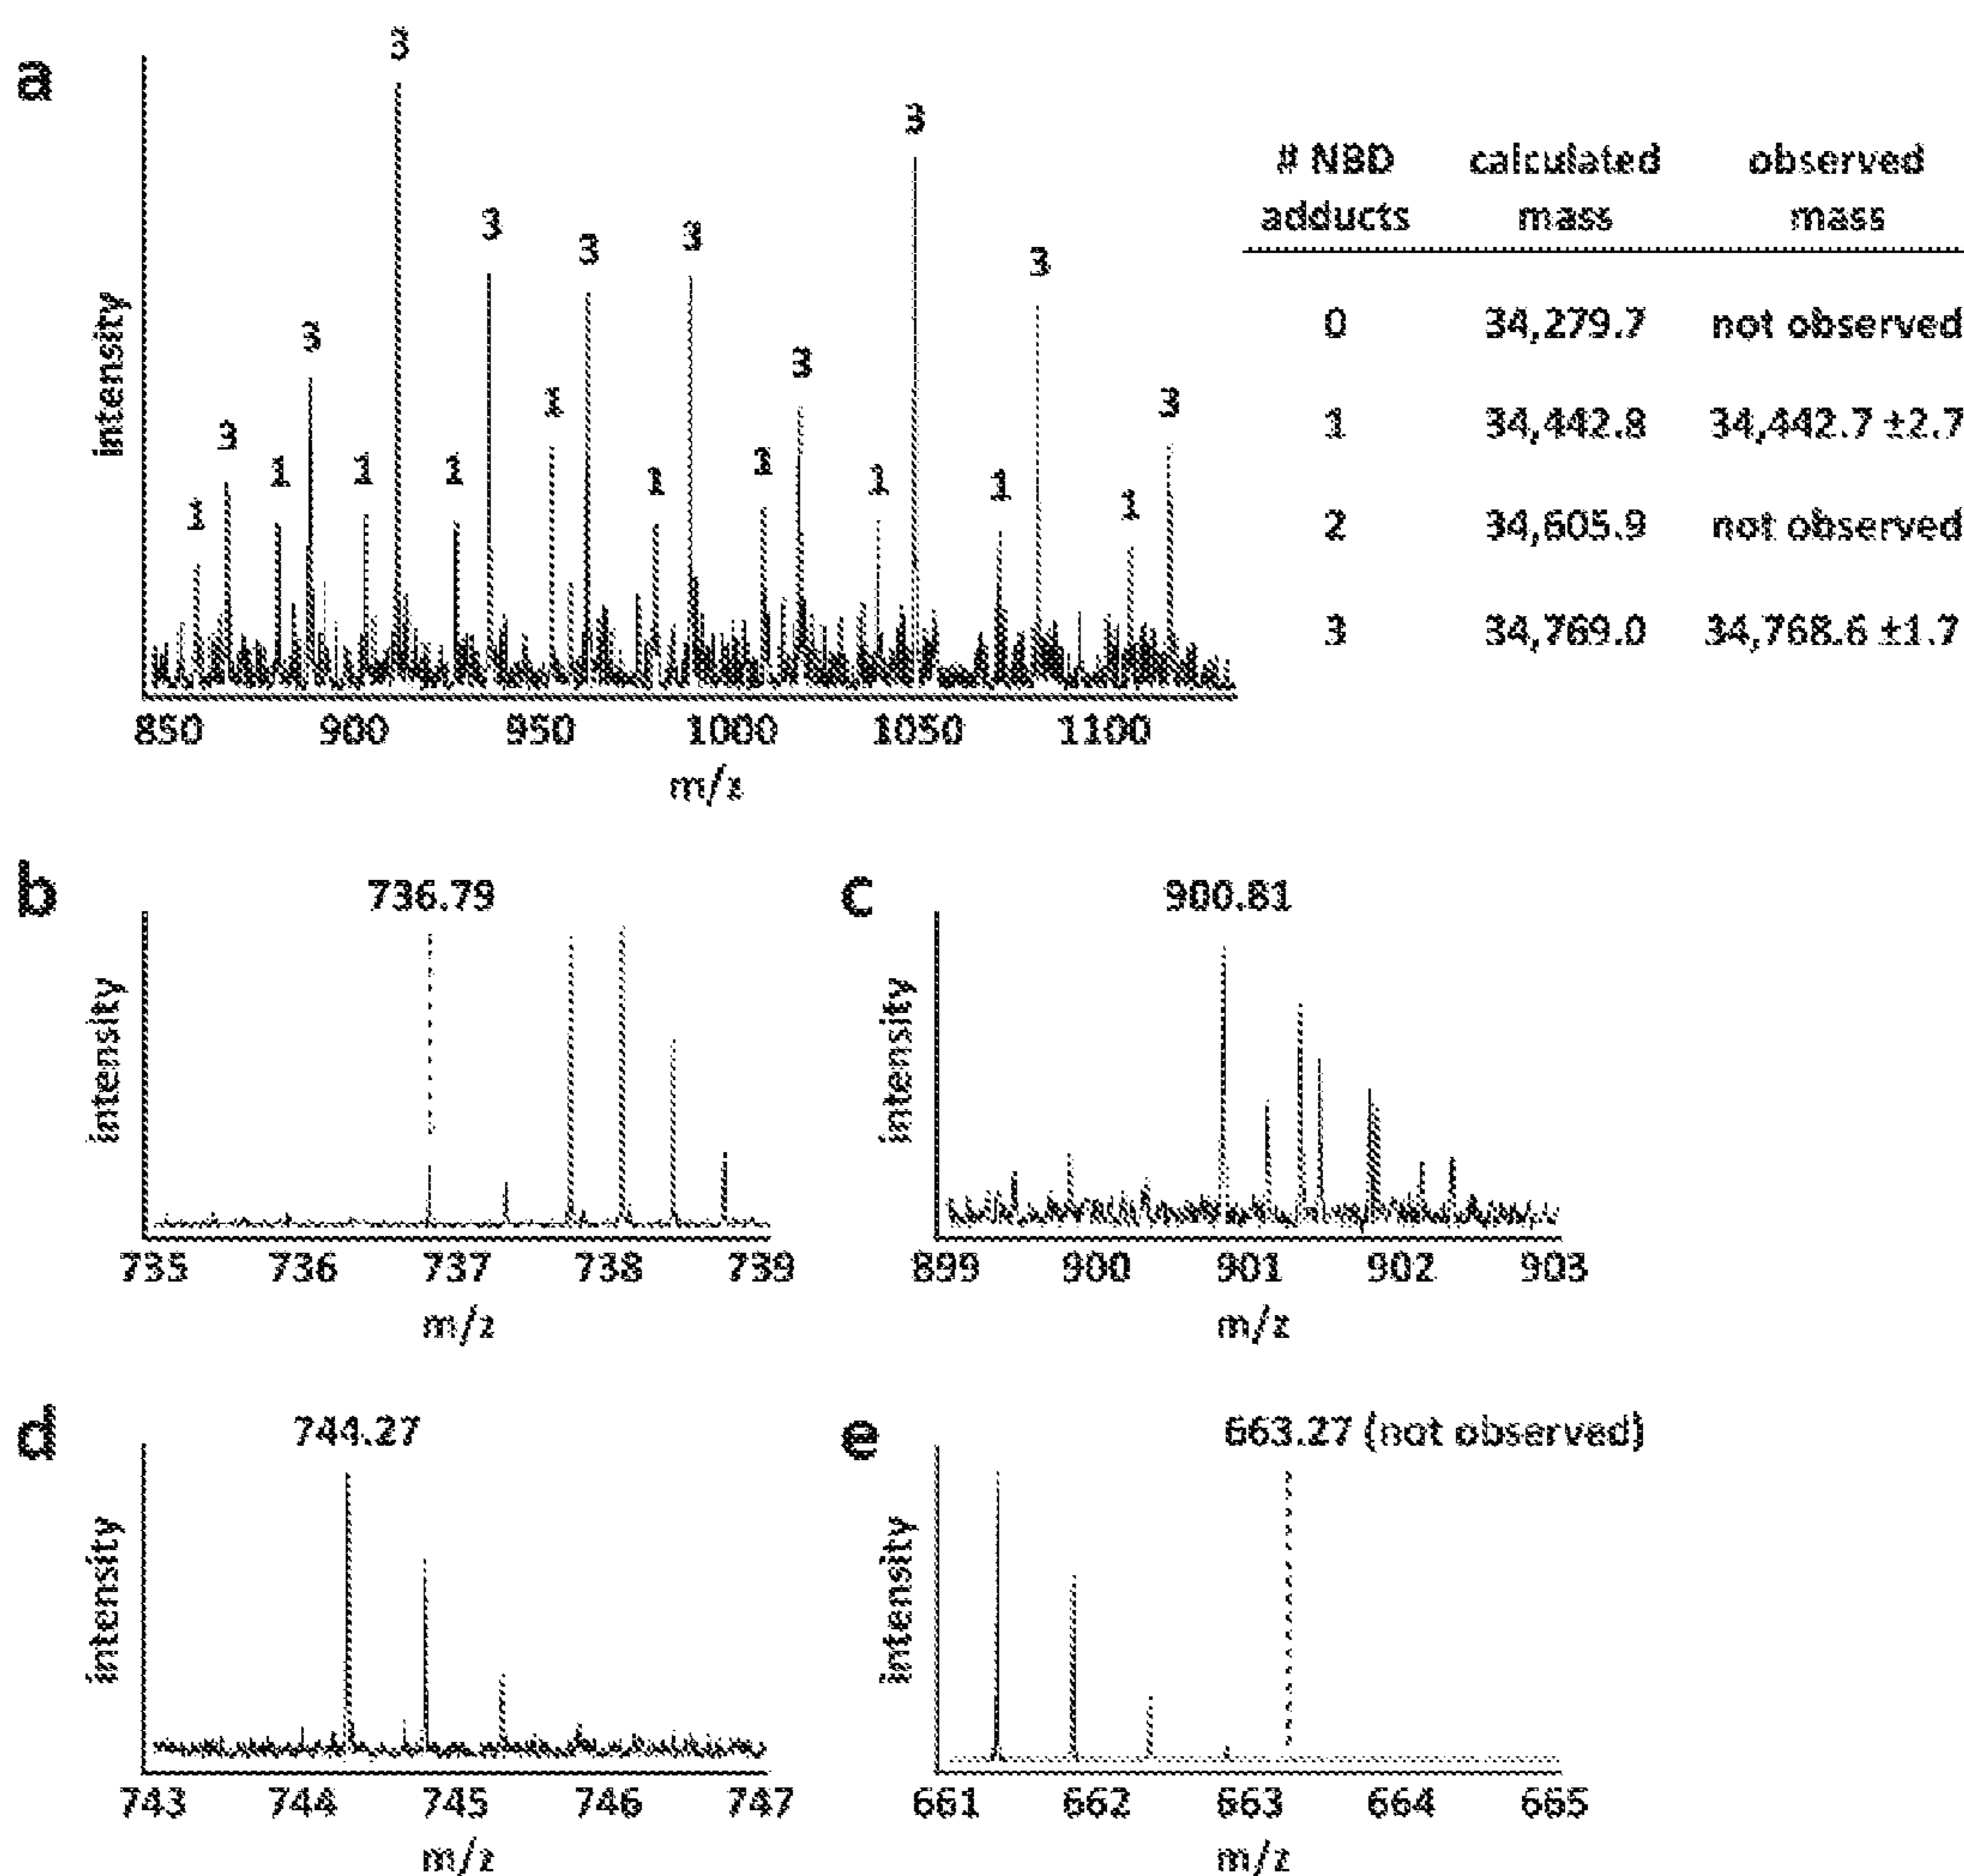 a
1 3 1 3 1 3 1 3 1 3 1 3 1 3 1 3 1 3 1 3
intensity
850 900 950 1000 1050 1100
m/z
# NBD adducts calculated mass observed mass
0 34,279.7 not observed
1 34,442.8 34,442.7 ±2.7
2 34,605.9 not observed
3 34,769.0 34,768.6 ±1.7
b
736.79
intensity
735 736 737 738 739
m/z
c
900.81
intensity
899 900 901 902 903
m/z
d
744.27
intensity
743 744 745 746 747
m/z
e
663.27 (not observed)
intensity
661 662 663 664 665
m/z